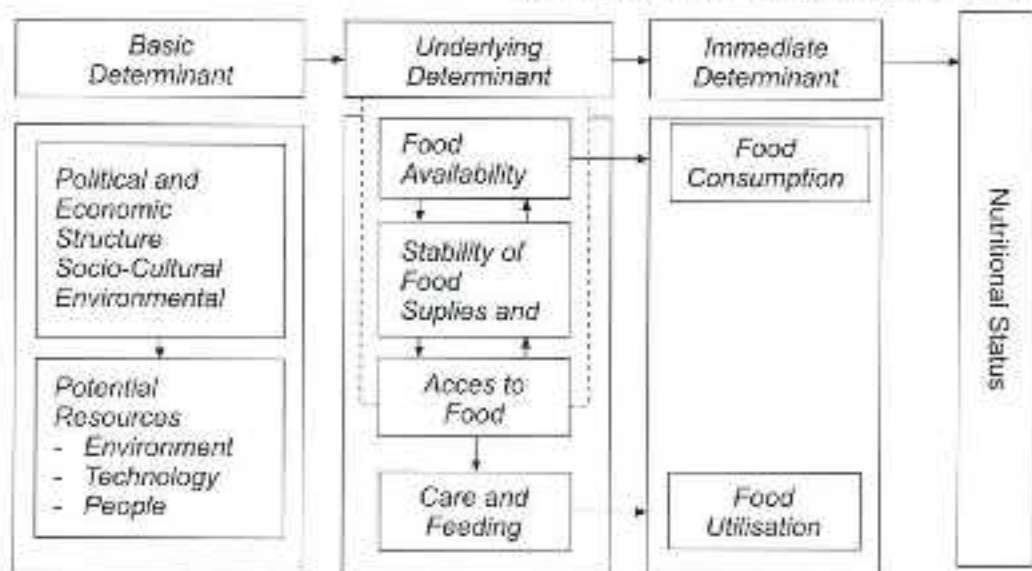 Basic
Determinant
Underlying
Determinant
Immediate
Determinant
Political and
Economic
Structure
Socio-Cultural
Environmental
Potential
Resources
- Environment
- Technology
- People
Food
Availability
Stability of
Food
Suplies and
Acces to
Food
Care and
Feeding
Food
Consumption
Food
Utilisation
Nutritional Status